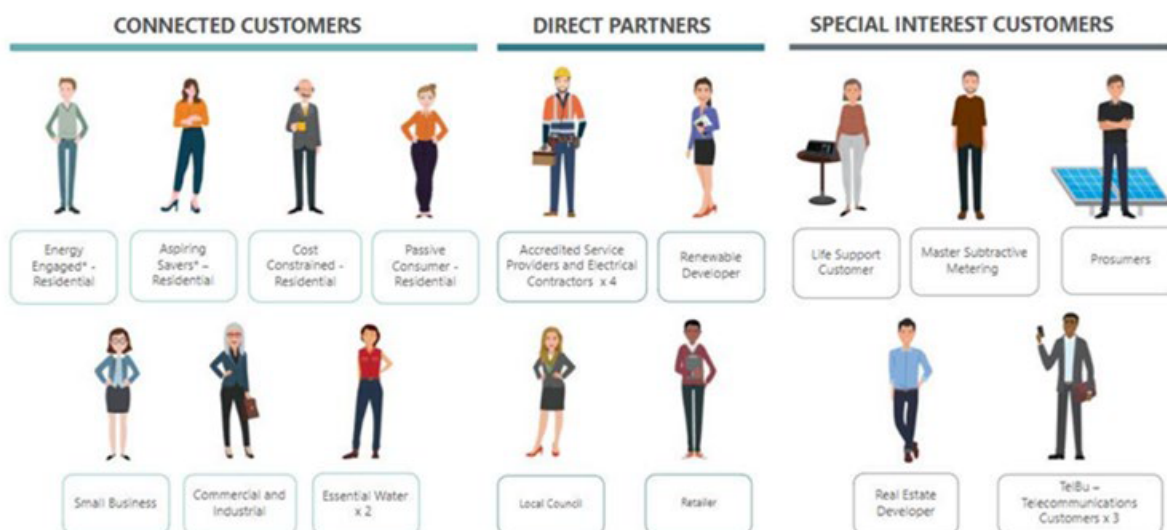 CONNECTED CUSTOMERS
DIRECT PARTNERS
SPECIAL INTEREST CUSTOMERS
Energy
Engaged* -
Residential
Aspiring
Savers* –
Residential
Cost
Constrained -
Residential
Passive
Consumer -
Residential
Accredited Service
Providers and Electrical
Contractors x 4
Renewable
Developer
Life Support
Customer
Master Subtractive
Metering
Prosumers
Small Business
Commercial and
Industrial
Essential Water
x 2
Local Council
Retailer
Real Estate
Developer
TelBu –
Telecommunications
Customers x 3